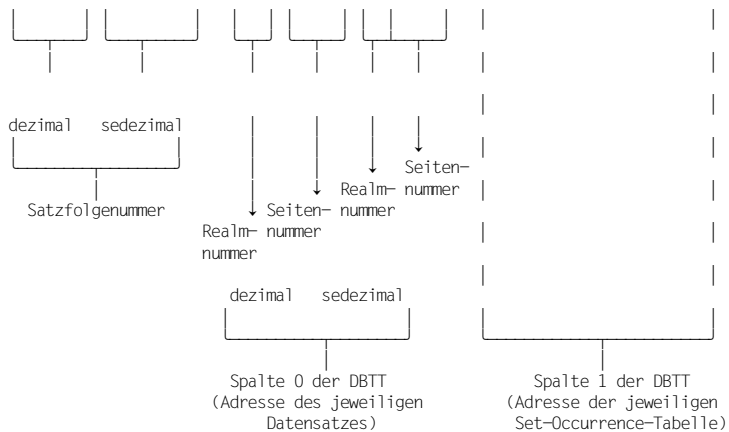 dezimal sedezimal
Seiten–
Realm– nummer
Satzfolgenummer Seiten– nummer
Realm– nummer
nummer
dezimal sedezimal
Spalte 0 der DBTT Spalte 1 der DBTT
(Adresse des jeweiligen (Adresse der jeweiligen
Datensatzes) Set–Occurrence–Tabelle)